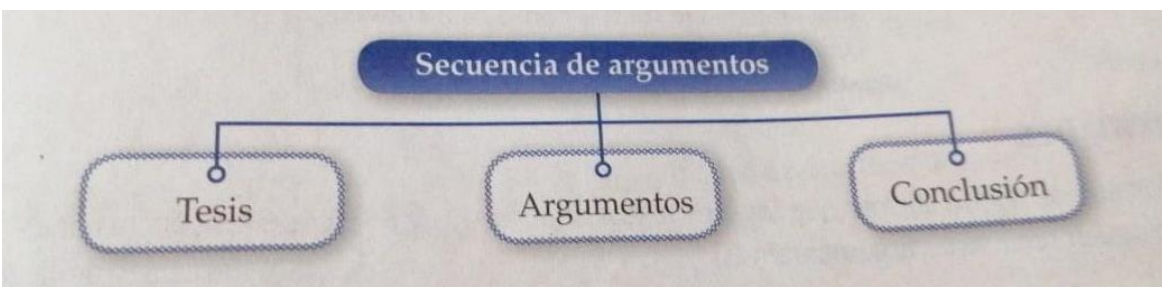 Secuencia de argumentos
Tesis
Argumentos
Conclusión